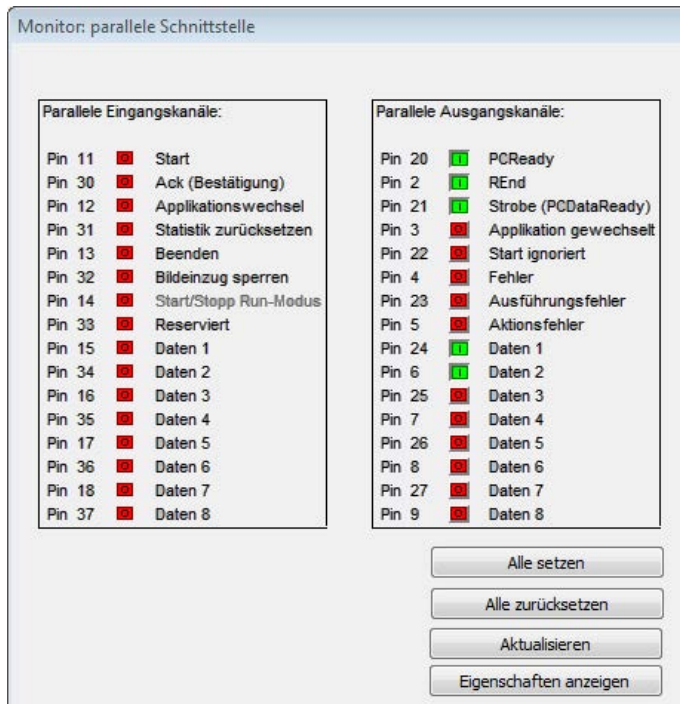 Monitor: parallele Schnittstelle
Parallele Eingangskanäle:
Pin 11 Start
Pin 30 Ack (Bestätigung)
Pin 12 Applikationswechsel
Pin 31 Statistik zurücksetzen
Pin 13 Beenden
Pin 32 Bildeinzug sperren
Pin 14 Start/Stopp Run-Modus
Pin 33 Reserviert
Pin 15 Daten 1
Pin 34 Daten 2
Pin 16 Daten 3
Pin 35 Daten 4
Pin 17 Daten 5
Pin 36 Daten 6
Pin 18 Daten 7
Pin 37 Daten 8
Parallele Ausgangskanäle:
Pin 20 PCReady
Pin 2 REnd
Pin 21 Strobe (PCDataReady)
Pin 3 Applikation gewechselt
Pin 22 Start ignoriert
Pin 4 Fehler
Pin 23 Ausführungsfehler
Pin 5 Aktionsfehler
Pin 24 Daten 1
Pin 6 Daten 2
Pin 25 Daten 3
Pin 7 Daten 4
Pin 26 Daten 5
Pin 8 Daten 6
Pin 27 Daten 7
Pin 9 Daten 8
Alle setzen
Alle zurücksetzen
Aktualisieren
Eigenschaften anzeigen